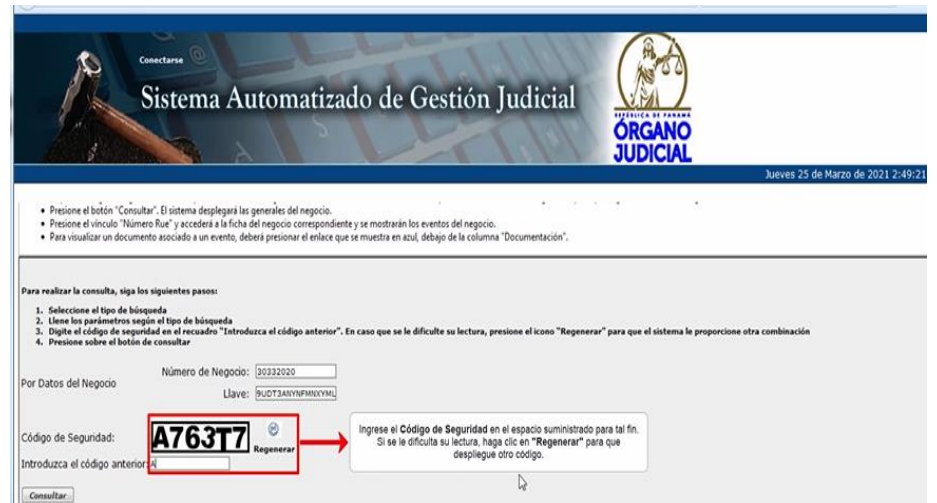 Conectarse
Sistema Automatizado de Gestión Judicial
REPÚBLICA DE PANAMÁ
ÓRGANO
JUDICIAL
Jueves 25 de Marzo de 2021 2:49:21
Presione el botón "Consultar". El sistema desplegará las generales del negocio.
Presione el vínculo "Número Rue" y accederá a la ficha del negocio correspondiente y se mostrarán los eventos del negocio.
Para visualizar un documento asociado a un evento, deberá presionar el enlace que se muestra en azul, debajo de la columna "Documentación".
Para realizar la consulta, siga los siguientes pasos:
1. Seleccione el tipo de búsqueda
2. Llene los parámetros según el tipo de búsqueda
3. Digite el código de seguridad en el recuadro "Introduzca el código anterior". En caso que se le dificulte su lectura, presione el icono "Regenerar" para que el sistema le proporcione otra combinación
4. Presione sobre el botón de consultar
Por Datos del Negocio
Número de Negocio: 30332020
Llave: 9UDT3ANYNFMNXYML
Código de Seguridad: A763T7 Regenerar
Introduzca el código anterior: A
Ingrese el Código de Seguridad en el espacio suministrado para tal fin.
Si se le dificulta su lectura, haga clic en "Regenerar" para que
despliegue otro código.
Consultar